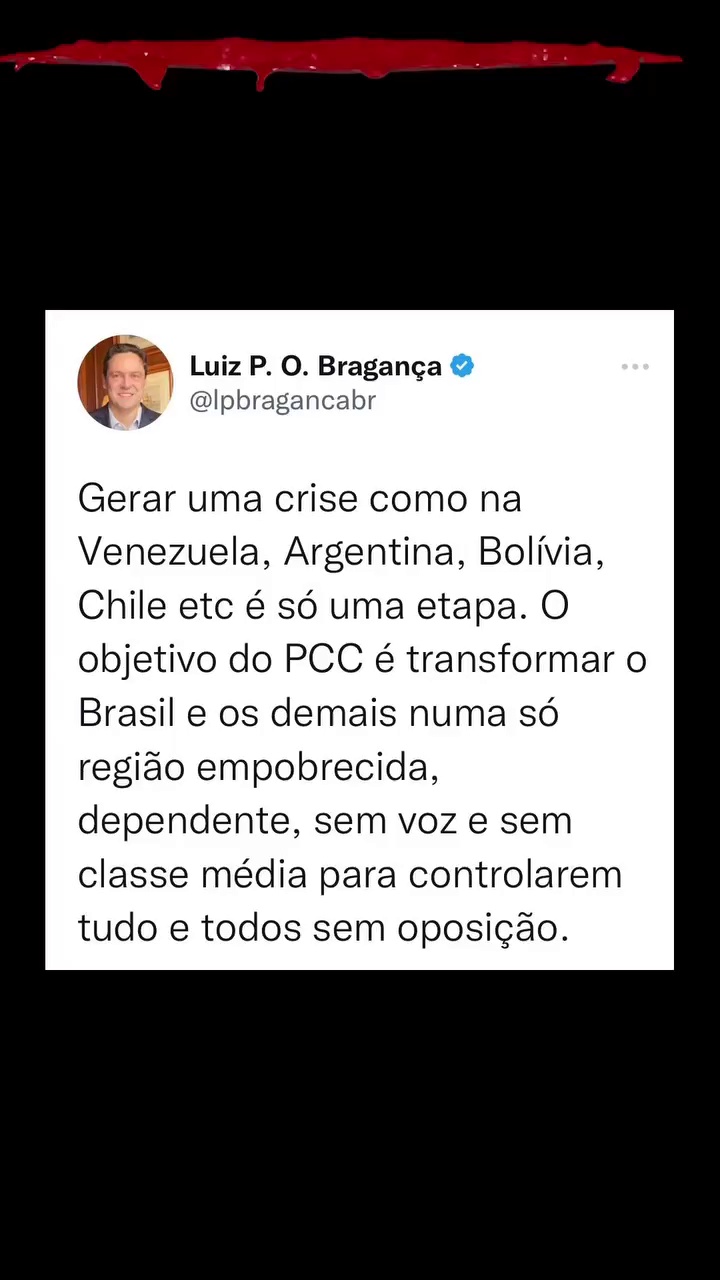 Luiz P. O. Bragança
@lpbragancabr
Gerar uma crise como na
Venezuela, Argentina, Bolívia,
Chile etc é só uma etapa. O
objetivo do PCC é transformar o
Brasil e os demais numa só
região empobrecida,
dependente, sem voz e sem
classe média para controlarem
tudo e todos sem oposição.